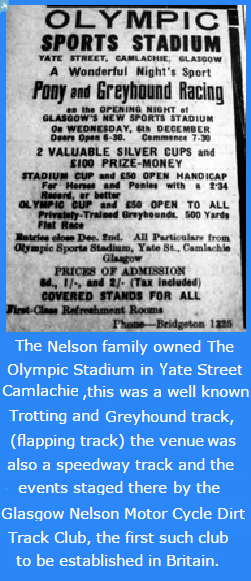 OLYMPIC
SPORTS STADIUM
YATE STREET, CAMLACHIE, GLASGOW
A Wonderful Night's Sport
Pony and Greyhound Racing
on the OPENING NIGHT of
GLASGOW'S NEW SPORTS STADIUM
On WEDNESDAY, 6th DECEMBER
Doors Open 6-30. Commence 7-30
2 VALUABLE SILVER CUPS and
£100 PRIZE-MONEY
STADIUM CUP and £50 OPEN HANDICAP
For Horses and Ponies with a 2:34
Record, or better
OLYMPIC CUP and £50 OPEN TO ALL
Privately-Trained Greyhounds. 500 Yards
Flat Race
Entries close Dec. 2nd. All Particulars from
Olympic Sports Stadium, Yate St., Camlachie
Glasgow
PRICES OF ADMISSION
6d., 1/-, and 2/- (Tax included)
COVERED STANDS FOR ALL
First-Class Refreshment Rooms
Phone—Bridgeton 1325
The Nelson family owned The
Olympic Stadium in Yate Street
Camlachie ,this was a well known
Trotting and Greyhound track,
(flapping track) the venue was
also a speedway track and the
events staged there by the
Glasgow Nelson Motor Cycle Dirt
Track Club, the first such club
to be established in Britain.